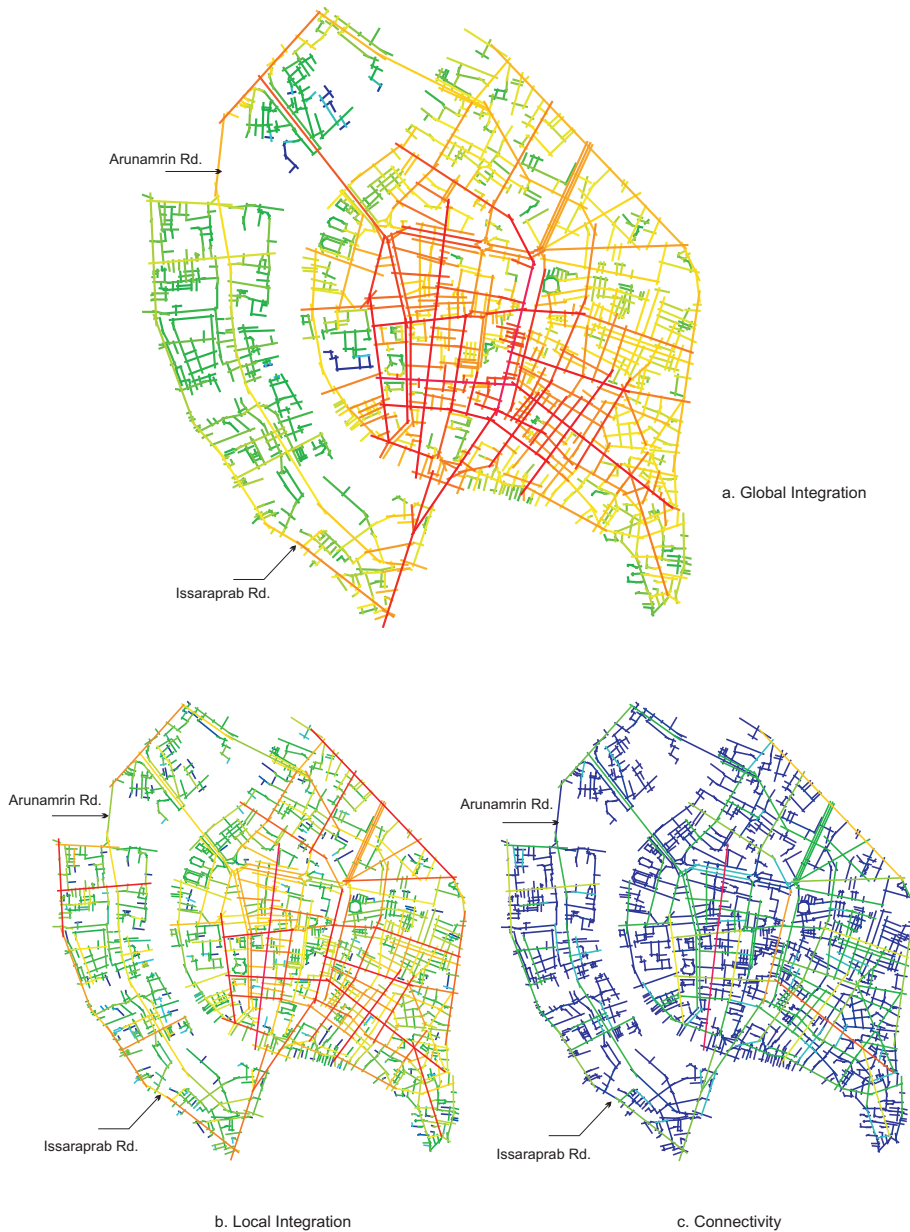 Arunamrin Rd.
a. Global Integration
Issaraprab Rd.
Arunamrin Rd.
Arunamrin Rd.
Issaraprab Rd.
Issaraprab Rd.
b. Local Integration
c. Connectivity